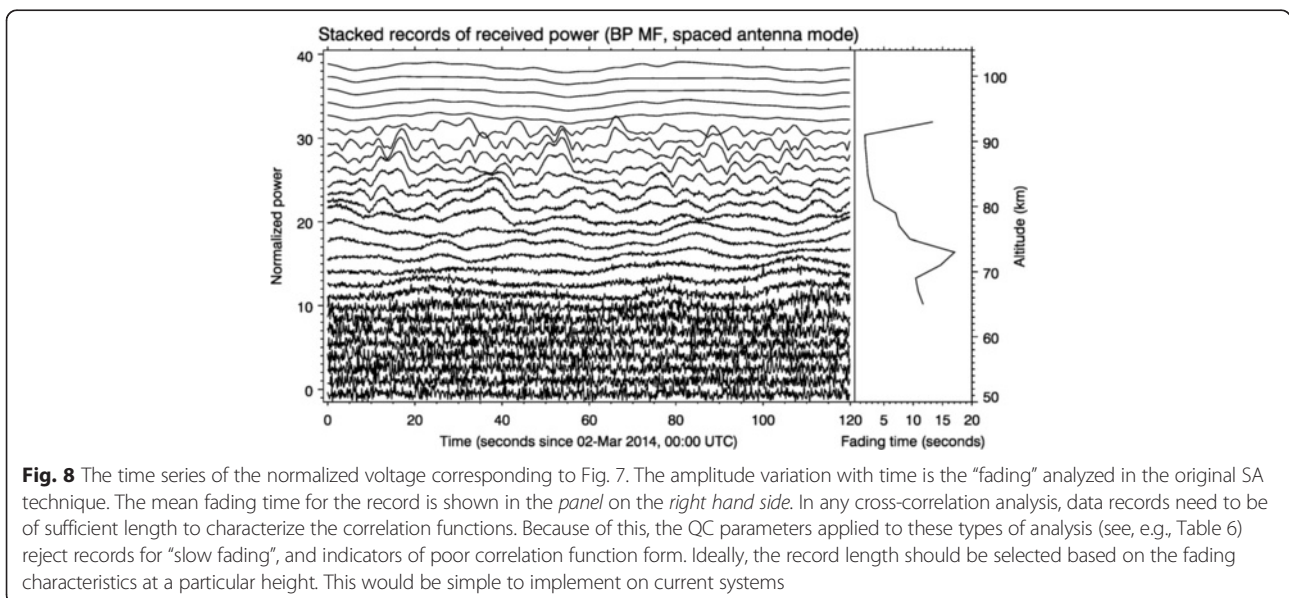 Stacked records of received power (BP MF, spaced antenna mode)
40
30
20
10
0
Normalized power
100
90
80
70
60
50
Altitude (km)
0 20 40 60 80 100 120 5 10 15 20
Time (seconds since 02-Mar 2014, 00:00 UTC) Fading time (seconds)
Fig. 8 The time series of the normalized voltage corresponding to Fig. 7. The amplitude variation with time is the “fading” analyzed in the original SA
technique. The mean fading time for the record is shown in the panel on the right hand side. In any cross-correlation analysis, data records need to be
of sufficient length to characterize the correlation functions. Because of this, the QC parameters applied to these types of analysis (see, e.g., Table 6)
reject records for “slow fading”, and indicators of poor correlation function form. Ideally, the record length should be selected based on the fading
characteristics at a particular height. This would be simple to implement on current systems